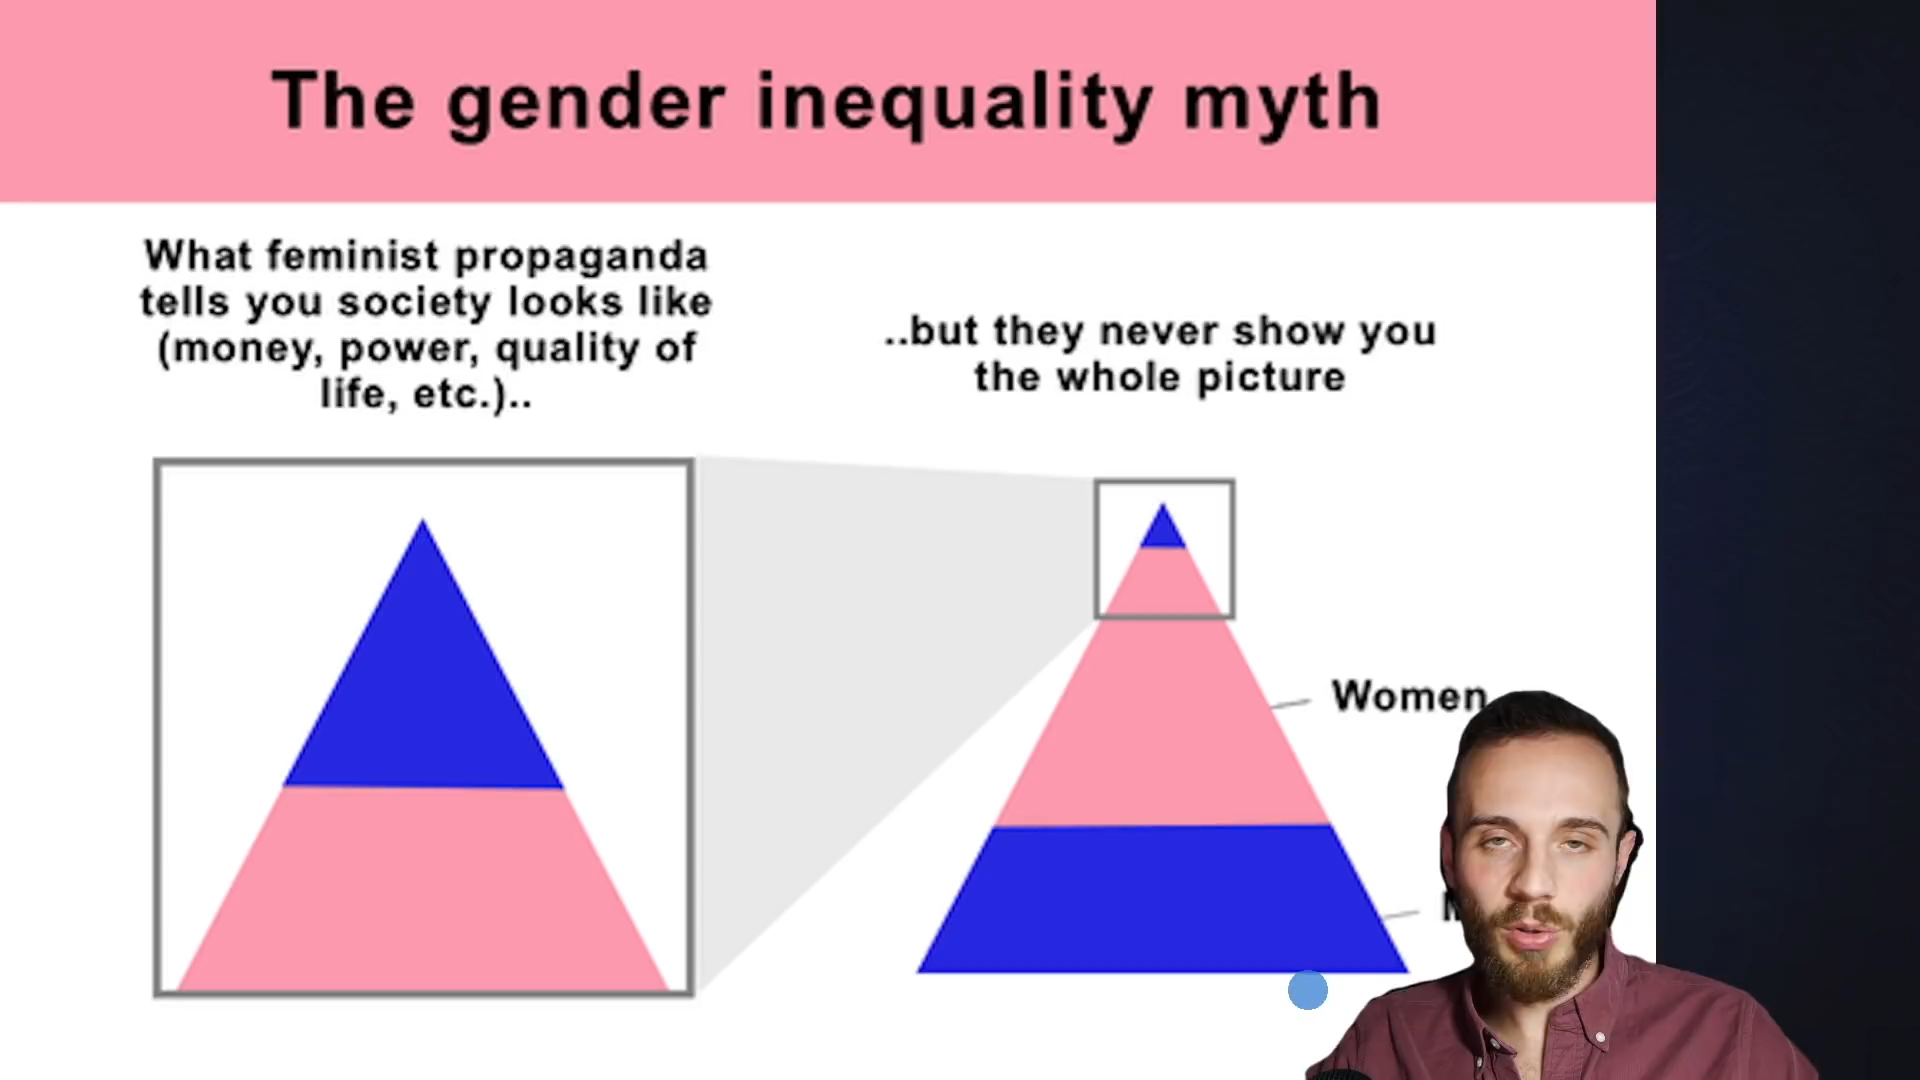 The gender inequality myth
What feminist propaganda
tells you society looks like
(money, power, quality of
life, etc.)..
..but they never show you
the whole picture
Women